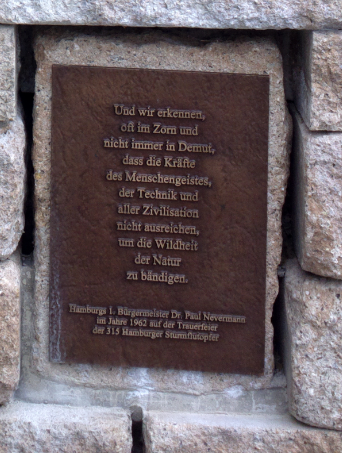 Und wir erkennen,
oft im Zorn und
nicht immer in Demut,
dass die Kräfte
des Menschengeistes,
der Technik und
aller Zivilisation
nicht ausreichen,
um die Wildheit
der Natur
zu bändigen.
Hamburgs 1. Bürgermeister Dr. Paul Nevermann
im Jahre 1962 auf der Trauerfeier
der 315 Hamburger Sturmflutopfer